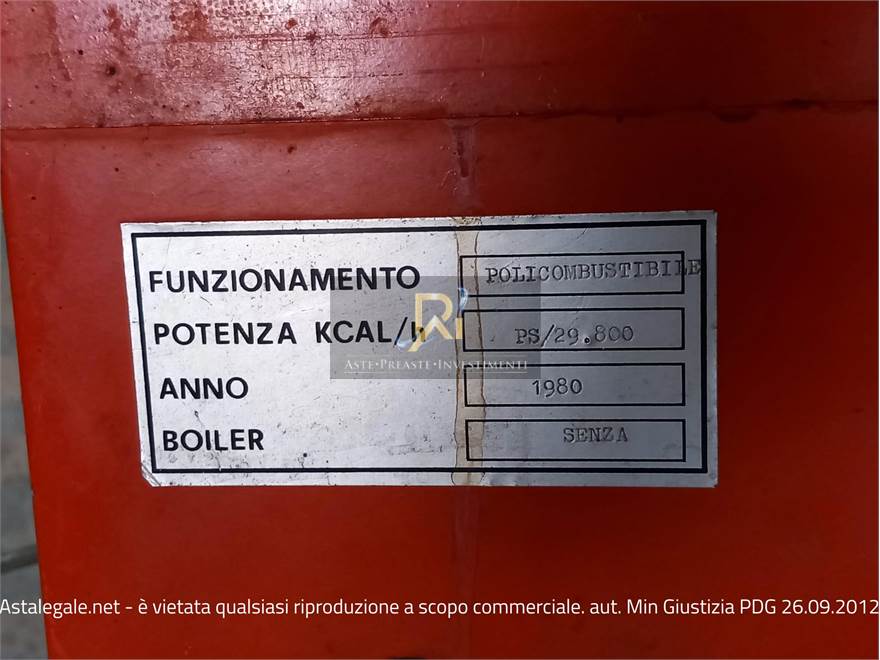 FUNZIONAMENTO POLICOMBUSTIBILE
POTENZA KCAL/h PS/29.800
ASTE•PREASTE•INVESTIMENTI
ANNO 1980
BOILER SENZA
Astalegale.net - è vietata qualsiasi riproduzione a scopo commerciale. aut. Min Giustizia PDG 26.09.2012